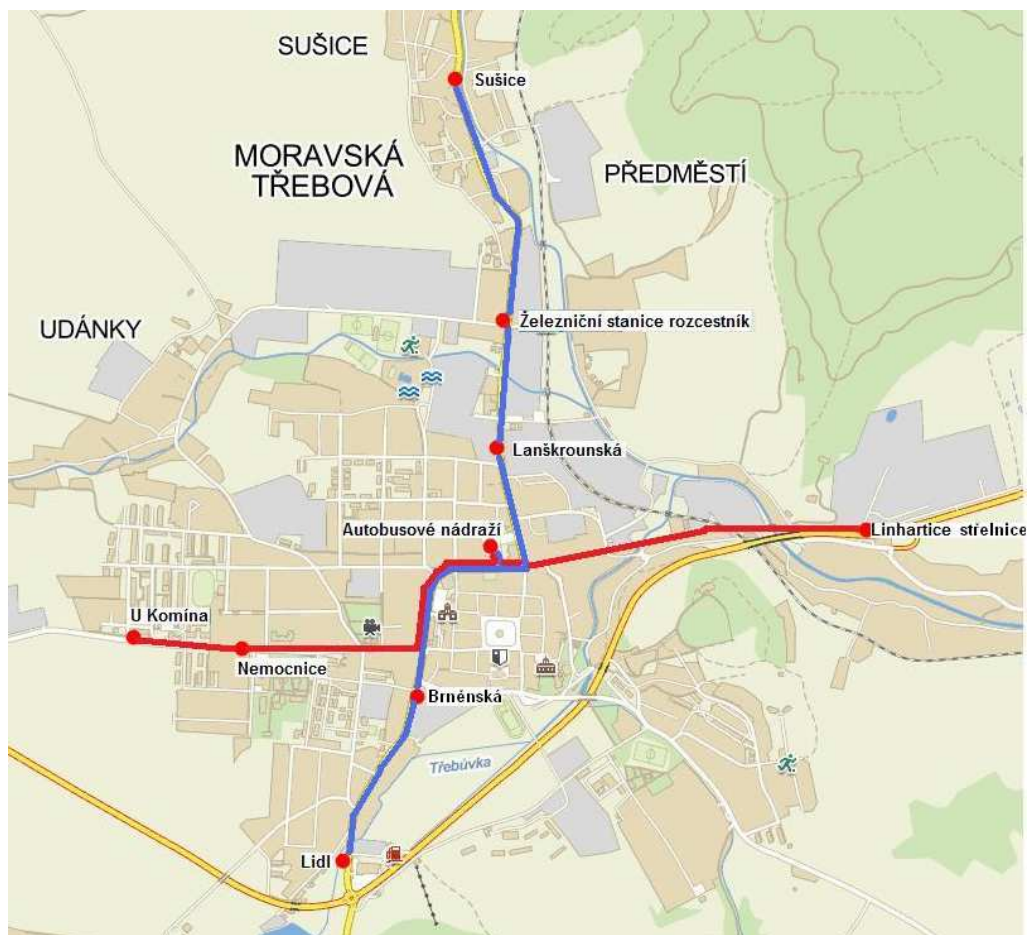 SUŠICE
Sušice
MORAVSKÁ
TŘEBOVÁ
PŘEDMĚSTÍ
Železniční stanice rozcestník
UDÁNKY
Lanškrounská
Autobusové nádraží
Linhartice střelnice
U Komína
Nemocnice
Brněnská
Třebůvka
Lidl